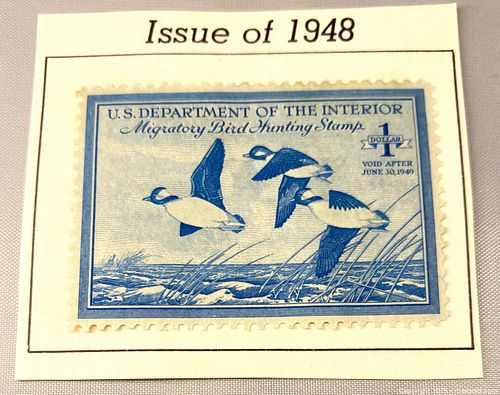 Issue of 1948
U.S. DEPARTMENT OF THE INTERIOR
Migratory Bird Hunting Stamp
1
DOLLAR
VOID AFTER
JUNE 30, 1949